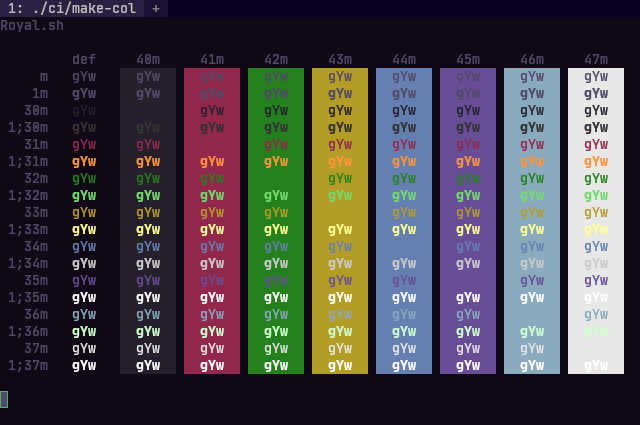 1: ./ci/make-col +
Royal.sh
def 40m 41m 42m 43m 44m 45m 46m 47m
m gYw gYw gYw gYw gYw gYw gYw gYw gYw
1m gYw gYw gYw gYw gYw gYw gYw gYw gYw
30m gYw gYw gYw gYw gYw gYw gYw gYw
1;30m gYw gYw gYw gYw gYw gYw gYw gYw gYw
31m gYw gYw gYw gYw gYw gYw gYw gYw
1;31m gYw gYw gYw gYw gYw gYw gYw gYw gYw
32m gYw gYw gYw gYw gYw gYw gYw gYw
1;32m gYw gYw gYw gYw gYw gYw gYw gYw gYw
33m gYw gYw gYw gYw gYw gYw gYw gYw
1;33m gYw gYw gYw gYw gYw gYw gYw gYw gYw
34m gYw gYw gYw gYw gYw gYw gYw gYw
1;34m gYw gYw gYw gYw gYw gYw gYw gYw gYw
35m gYw gYw gYw gYw gYw gYw gYw gYw
1;35m gYw gYw gYw gYw gYw gYw gYw gYw gYw
36m gYw gYw gYw gYw gYw gYw gYw gYw
1;36m gYw gYw gYw gYw gYw gYw gYw gYw gYw
37m gYw gYw gYw gYw gYw gYw gYw gYw
1;37m gYw gYw gYw gYw gYw gYw gYw gYw gYw